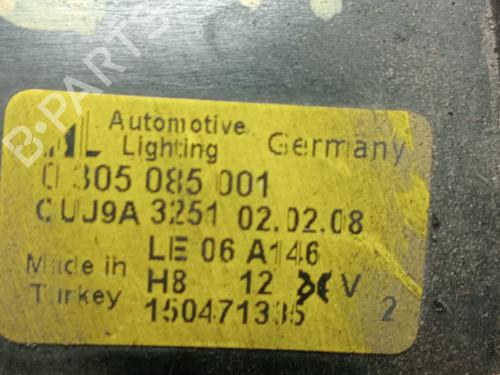 B-PARTS
AL Automotive Lighting Germany
0 305 085 001
CUJ9A 3251 02.02.08
LE 06 A146
Made in Turkey
H8 12 V
150471335 2